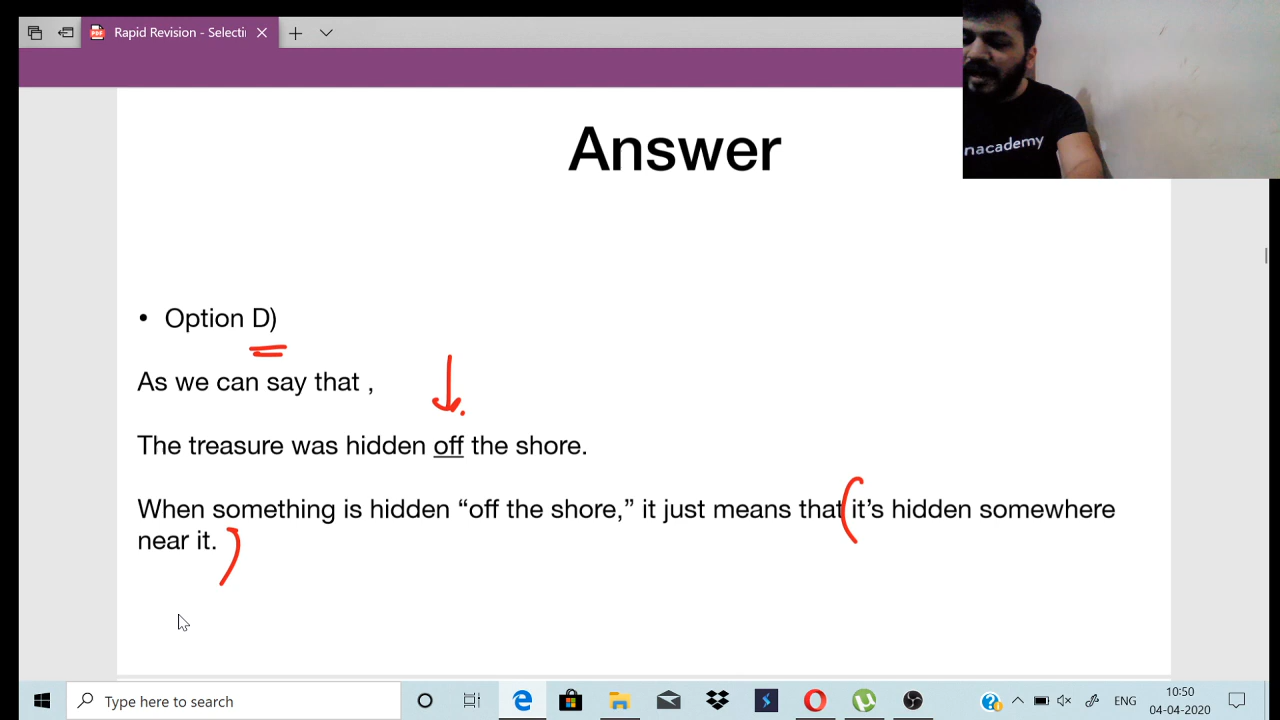 Rapid Revision - Selecti
nacademy
Answer
• Option D)
As we can say that ,
The treasure was hidden off the shore.
When something is hidden “off the shore,” it just means that it’s hidden somewhere
near it.
Type here to search
ENG
10:50
04-04-2020